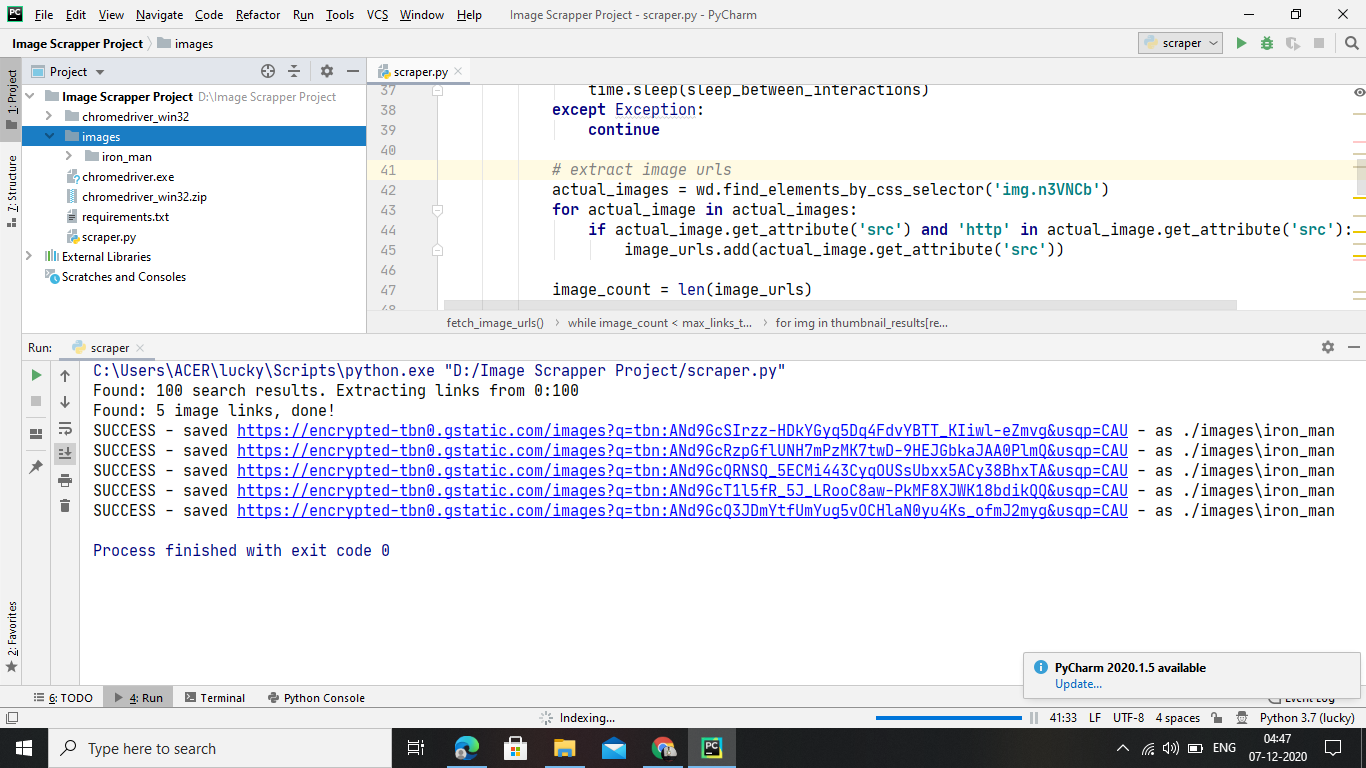 File Edit View Navigate Code Refactor Run Tools VCS Window Help Image Scrapper Project - scraper.py - PyCharm
Image Scrapper Project images scraper
1: Project
7: Structure
2: Favorites
Project
Image Scrapper Project D:\Image Scrapper Project
chromedriver_win32
images
iron_man
chromedriver.exe
chromedriver_win32.zip
requirements.txt
scraper.py
External Libraries
Scratches and Consoles
scraper.py
37 time.sleep(sleep_between_interactions)
38 except Exception:
39 continue
40
41 # extract image urls
42 actual_images = wd.find_elements_by_css_selector('img.n3VNCb')
43 for actual_image in actual_images:
44 if actual_image.get_attribute('src') and 'http' in actual_image.get_attribute('src'):
45 image_urls.add(actual_image.get_attribute('src'))
46
47 image_count = len(image_urls)
48
fetch_image_urls() while image_count < max_links_t... for img in thumbnail_results[re...
Run: scraper
C:\Users\ACER\lucky\Scripts\python.exe "D:/Image Scrapper Project/scraper.py"
Found: 100 search results. Extracting links from 0:100
Found: 5 image links, done!
SUCCESS - saved https://encrypted-tbn0.gstatic.com/images?q=tbn:ANd9GcSIrzz-HDkYGyq5Dq4FdvYBTT_KIiwl-eZmvg&usqp=CAU - as ./images\iron_man
SUCCESS - saved https://encrypted-tbn0.gstatic.com/images?q=tbn:ANd9GcRzpGflUNH7mPzMK7twD-9HEJGbkaJAA0PlmQ&usqp=CAU - as ./images\iron_man
SUCCESS - saved https://encrypted-tbn0.gstatic.com/images?q=tbn:ANd9GcQRNSQ_5ECMi443CyqOUSsUbxx5ACy38BhxTA&usqp=CAU - as ./images\iron_man
SUCCESS - saved https://encrypted-tbn0.gstatic.com/images?q=tbn:ANd9GcT1l5fR_5J_LRooC8aw-PkMF8XJWK18bdikQQ&usqp=CAU - as ./images\iron_man
SUCCESS - saved https://encrypted-tbn0.gstatic.com/images?q=tbn:ANd9GcQ3JDmYtfUmYug5vOCHlaN0yu4Ks_ofmJ2myg&usqp=CAU - as ./images\iron_man
Process finished with exit code 0
PyCharm 2020.1.5 available
Update...
6: TODO 4: Run Terminal Python Console Event Log
Indexing... 41:33 LF UTF-8 4 spaces Python 3.7 (lucky)
Type here to search ENG 04:47
07-12-2020